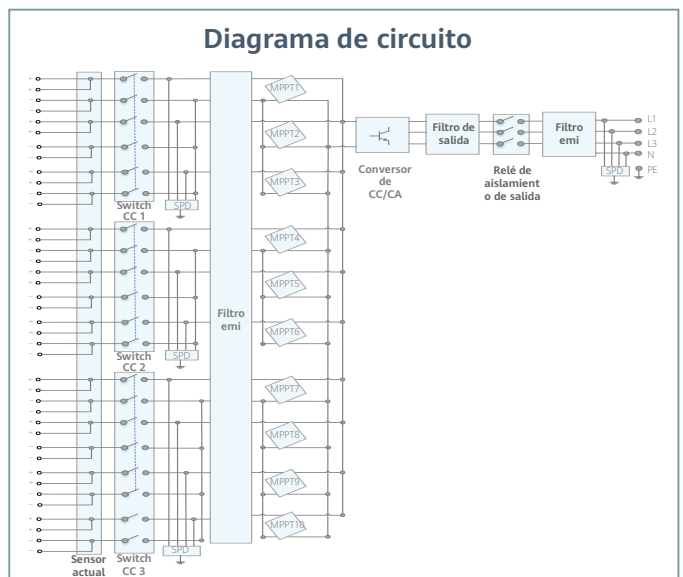 Diagrama de circuito
MPPT1
MPPT2
MPPT3
SPD
Switch
CC 1
MPPT4
MPPT5
MPPT6
SPD
Switch
CC 2
MPPT7
MPPT8
MPPT9
MPPT10
SPD
Sensor
actual
Switch
CC 3
Filtro
emi
Conversor
de
CC/CA
Filtro de
salida
Relé de
aislamient
o de salida
Filtro
emi
L1
L2
L3
N
SPD
PE